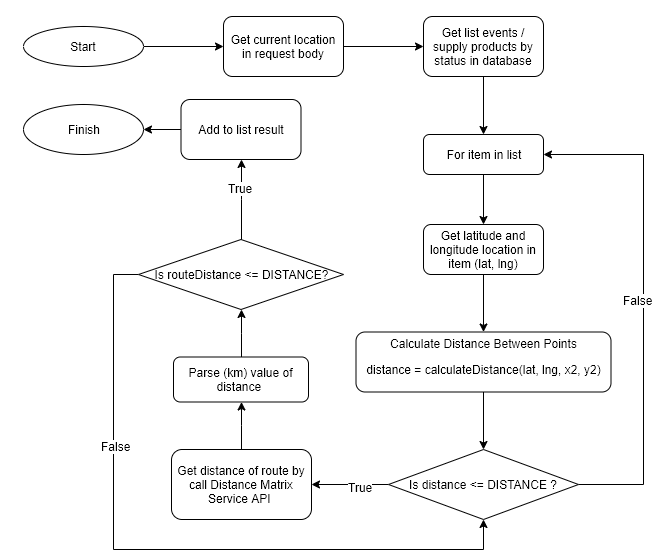 Start
Get current location
in request body
Get list events /
supply products by
status in database
Finish
Add to list result
For item in list
True
Get latitude and
longitude location in
item (lat, lng)
Is routeDistance <= DISTANCE?
False
Calculate Distance Between Points
distance = calculateDistance(lat, lng, x2, y2)
Parse (km) value of
distance
False
Get distance of route by
call Distance Matrix
Service API
True
Is distance <= DISTANCE ?